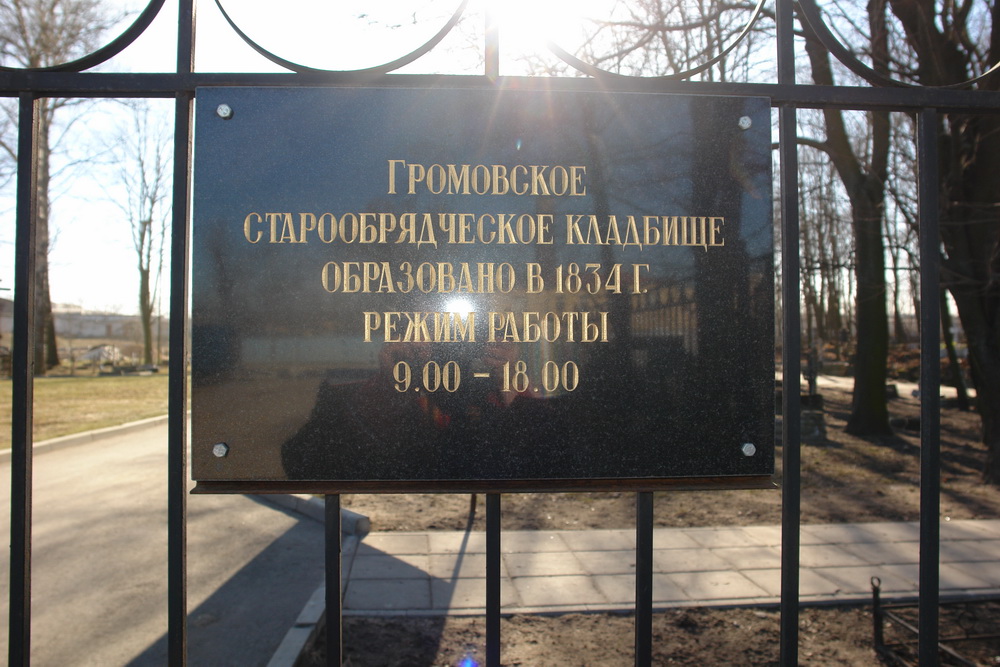 ГРОМОВСКОЕ
СТАРООБРЯДЧЕСКОЕ КЛАДБИЩЕ
ОБРАЗОВАНО В 1834 Г.
РЕЖИМ РАБОТЫ
9.00 - 18.00